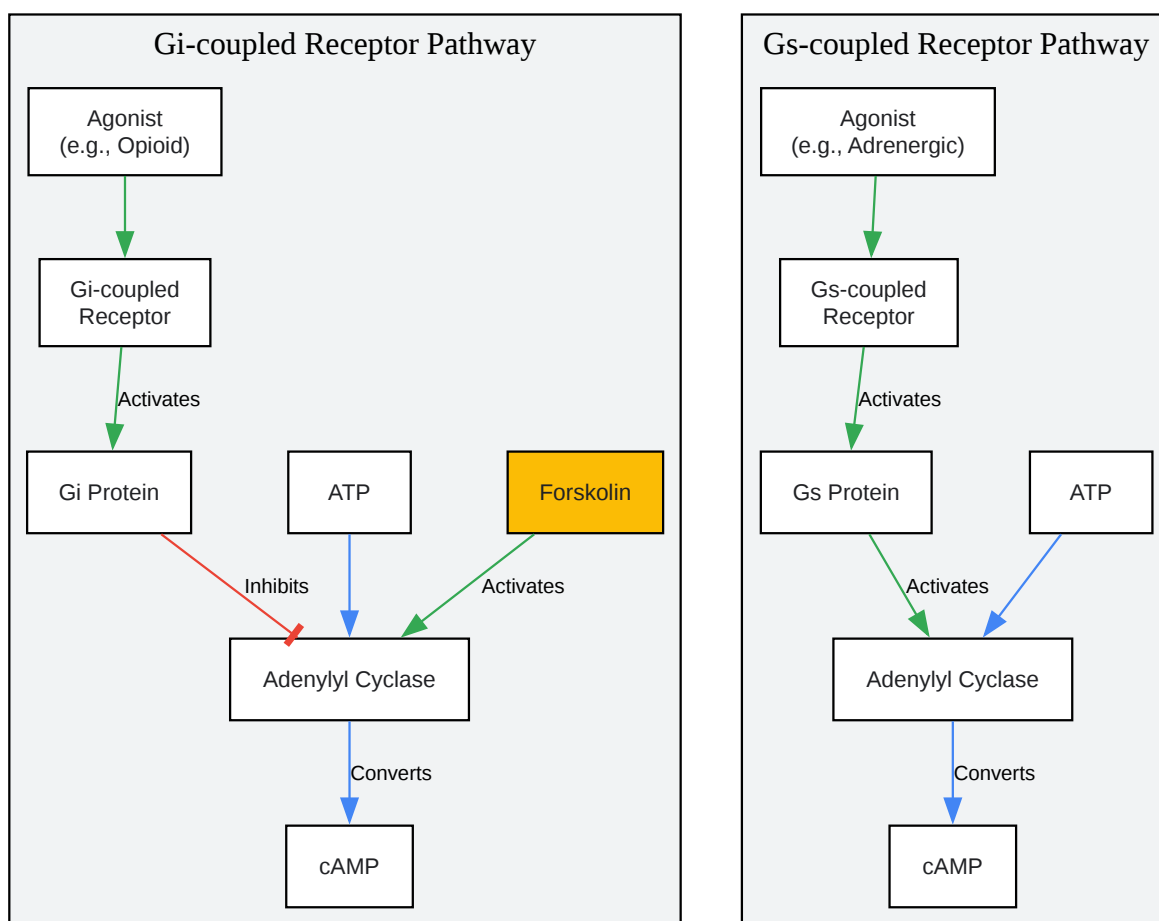 Gi-coupled Receptor Pathway
Agonist
(e.g., Opioid)
Gi-coupled
Receptor
Activates
Gi Protein
ATP
Forskolin
Inhibits
Activates
Adenylyl Cyclase
Converts
cAMP
Gs-coupled Receptor Pathway
Agonist
(e.g., Adrenergic)
Gs-coupled
Receptor
Activates
Gs Protein
ATP
Activates
Adenylyl Cyclase
Converts
cAMP